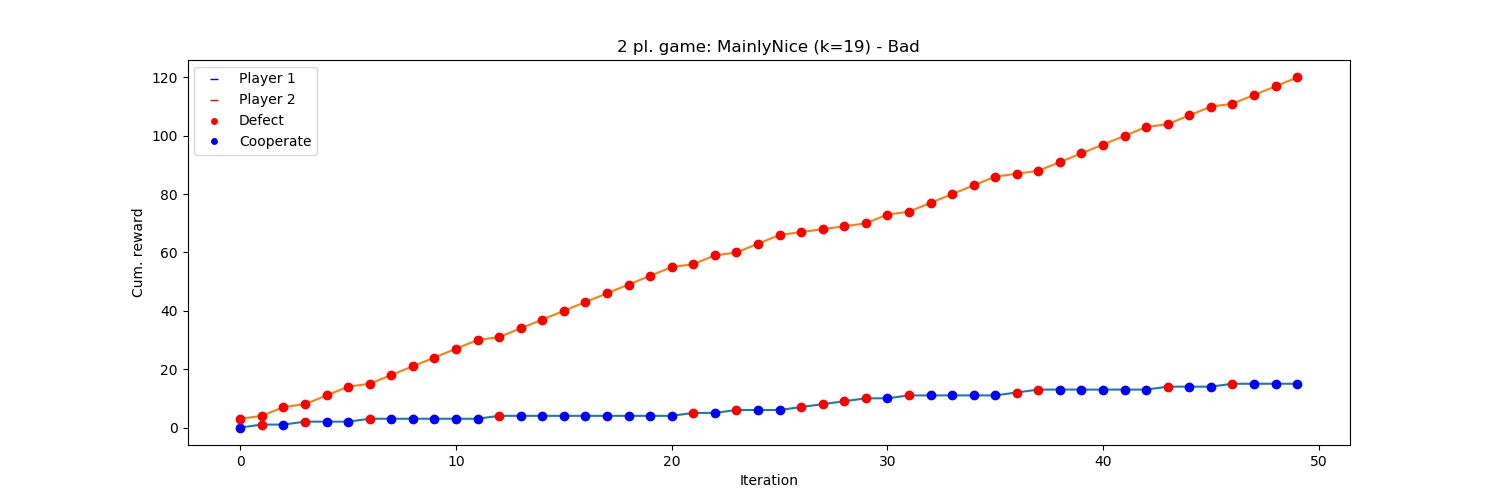 2 pl. game: MainlyNice (k=19) - Bad
Player 1
Player 2
Defect
Cooperate
120
100
80
60
40
20
0
Cum. reward
0 10 20 30 40 50
Iteration